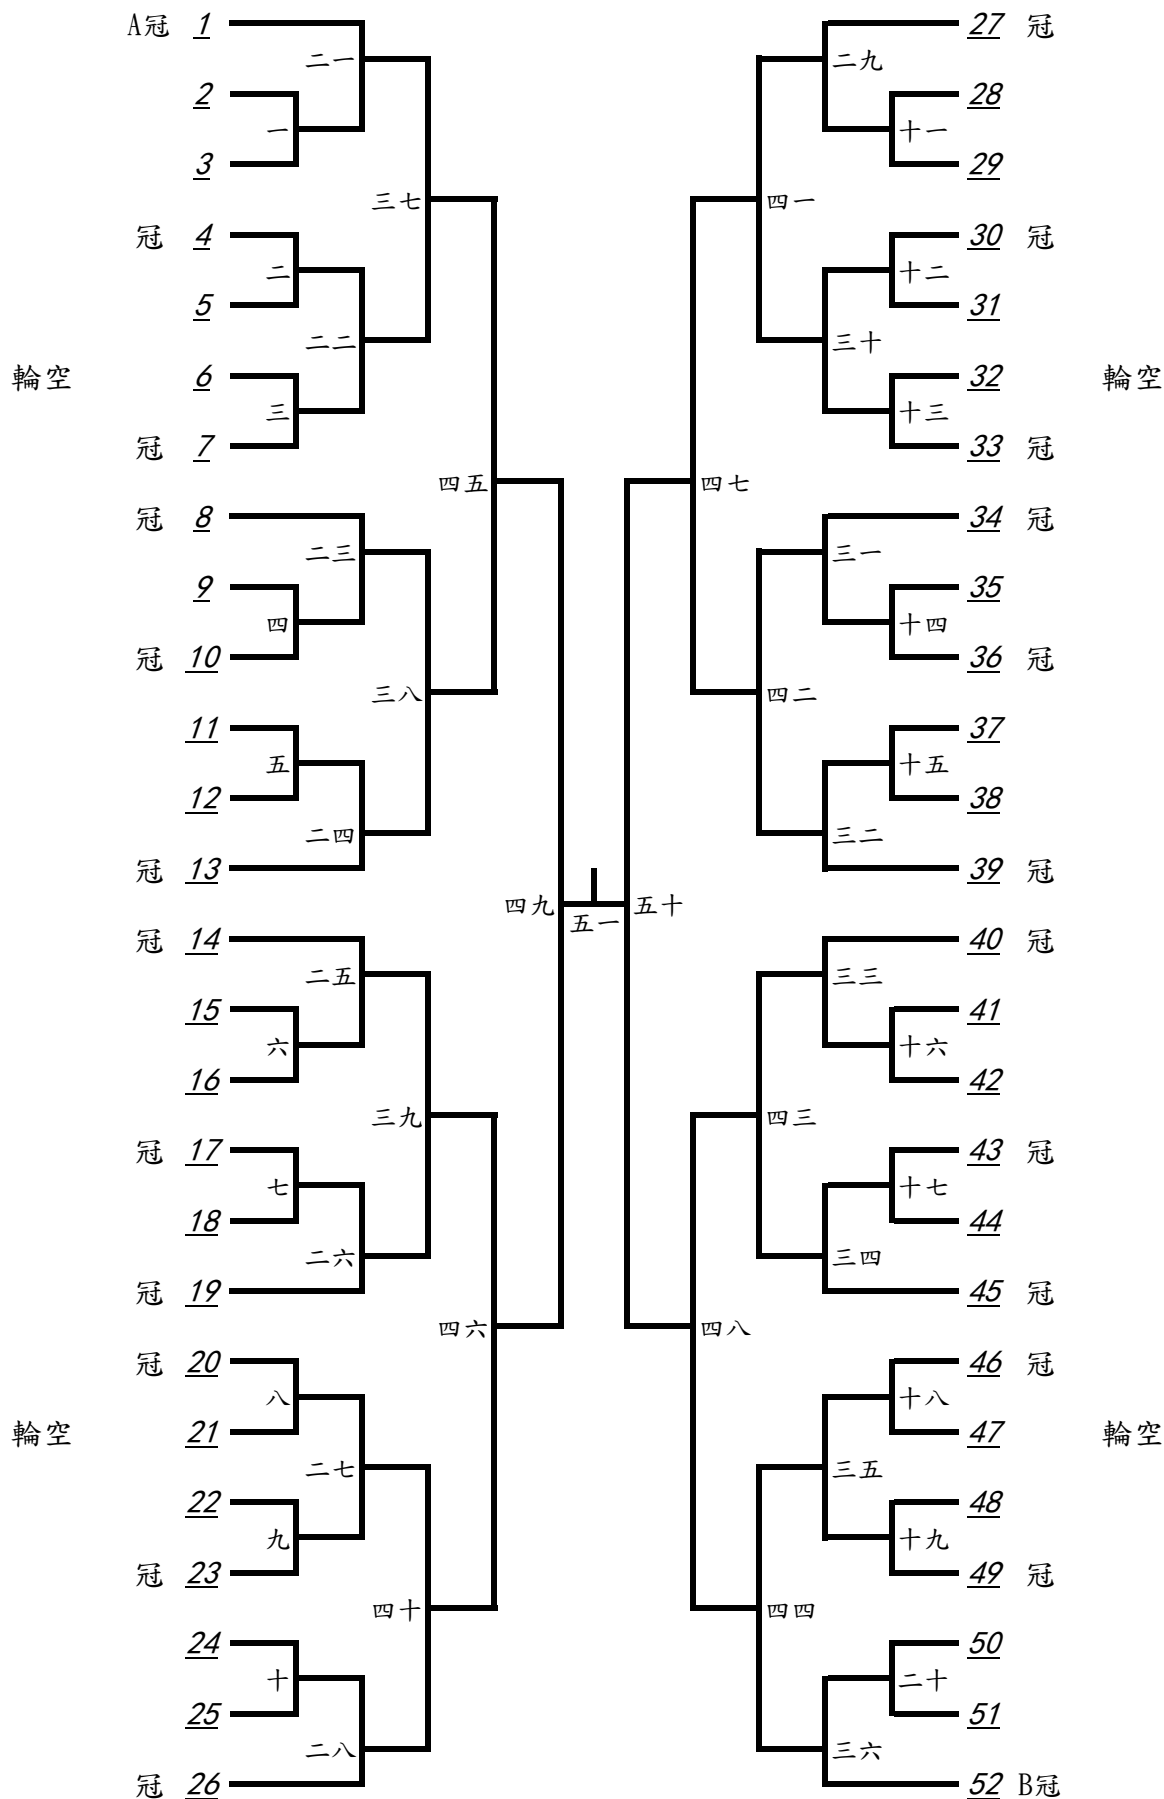 A冠 1 27 冠
二一 二九
2 28
一 十一
3 29
三七 四一
冠 4 30 冠
二 十二
5 31
二二 三十
輪空 6 32 輪空
三 十三
冠 7 33 冠
四五 四七
冠 8 34 冠
二三 三一
9 35
四 十四
冠 10 36 冠
三八 四二
11 37
五 十五
12 38
二四 三二
冠 13 39 冠
四九 五一 五十
冠 14 40 冠
二五 三三
15 41
六 十六
16 42
三九 四三
冠 17 43 冠
七 十七
18 44
二六 三四
冠 19 45 冠
四六 四八
冠 20 46 冠
八 十八
輪空 21 47 輪空
二七 三五
22 48
九 十九
冠 23 49 冠
四十 四四
24 50
十 二十
25 51
二八 三六
冠 26 52 B冠